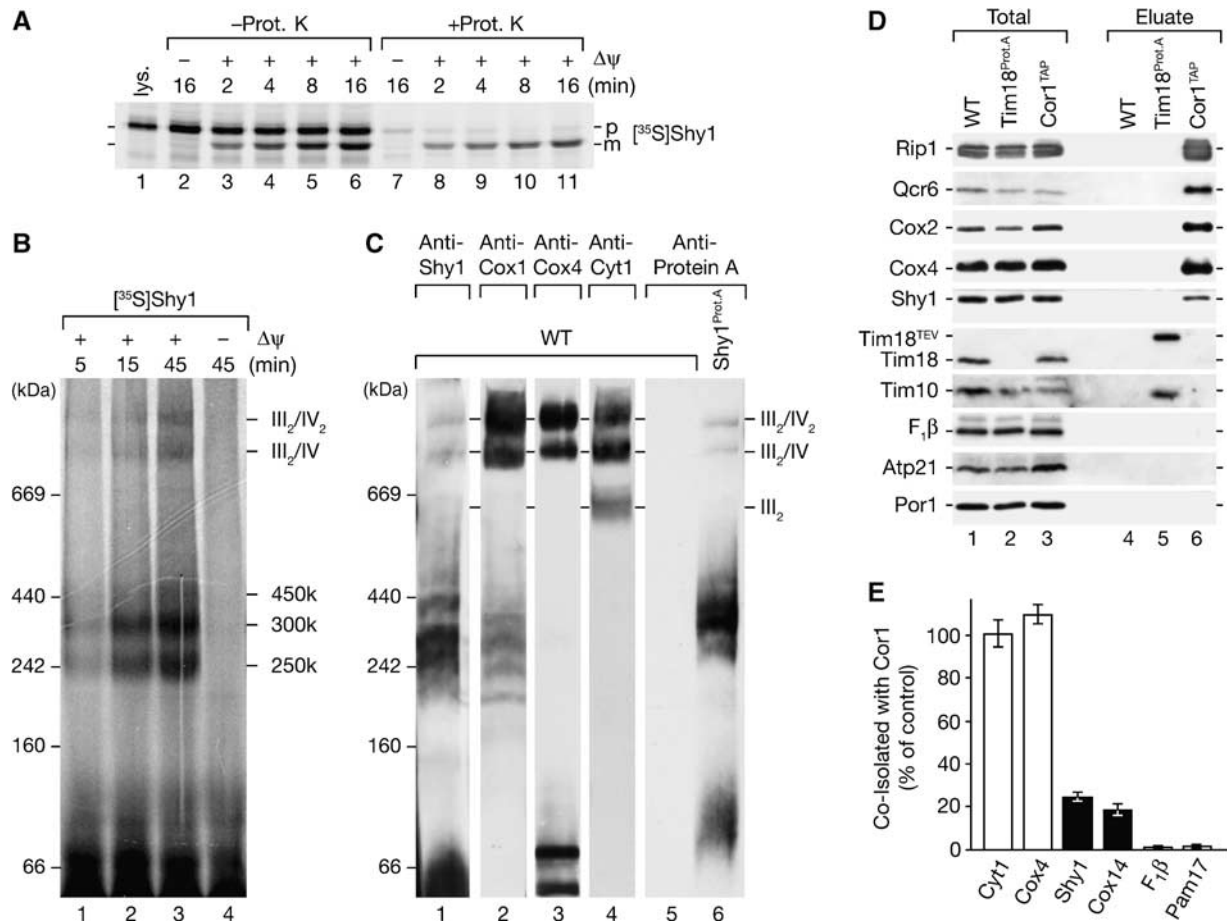 A
–Prot. K +Prot. K
Δψ
lys. – + + + + – + + + +
16 2 4 8 16 (min) 16 2 4 8 16
p
m
[³⁵S]Shy1
1 2 3 4 5 6 7 8 9 10 11
B
[³⁵S]Shy1
+ + + – Δψ
5 15 45 45 (min)
(kDa)
III₂/IV₂
III₂/IV
669
440
450k
300k
242
250k
160
66
1 2 3 4
C
Anti-Shy1
Anti-Cox1
Anti-Cox4
Anti-Cyt1
Anti-Protein A
WT
Shy1ᴾʳᵒᵗ·ᴬ
(kDa)
III₂/IV₂
III₂/IV
669
III₂
440
242
160
66
1 2 3 4 5 6
D
Total Eluate
WT Tim18ᴾʳᵒᵗ·ᴬ Cor1ᵀᴬᴾ WT Tim18ᴾʳᵒᵗ·ᴬ Cor1ᵀᴬᴾ
Rip1
Qcr6
Cox2
Cox4
Shy1
Tim18ᵀᴱⱽ
Tim18
Tim10
F₁β
Atp21
Por1
1 2 3 4 5 6
E
Co-Isolated with Cor1
(% of control)
100
80
60
40
20
0
Cyt1 Cox4 Shy1 Cox14 F₁β Pam17